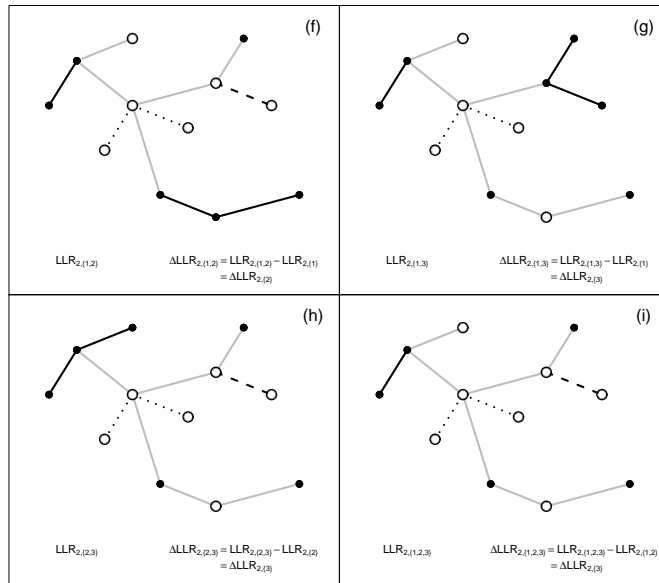 (f)
LLR2,(1,2) ΔLLR2,(1,2) = LLR2,(1,2) − LLR2,(1)
= ΔLLR2,(2)
(g)
LLR2,(1,3) ΔLLR2,(1,3) = LLR2,(1,3) − LLR2,(1)
= ΔLLR2,(3)
(h)
LLR2,(2,3) ΔLLR2,(2,3) = LLR2,(2,3) − LLR2,(2)
= ΔLLR2,(3)
(i)
LLR2,(1,2,3) ΔLLR2,(1,2,3) = LLR2,(1,2,3) − LLR2,(1,2)
= ΔLLR2,(3)